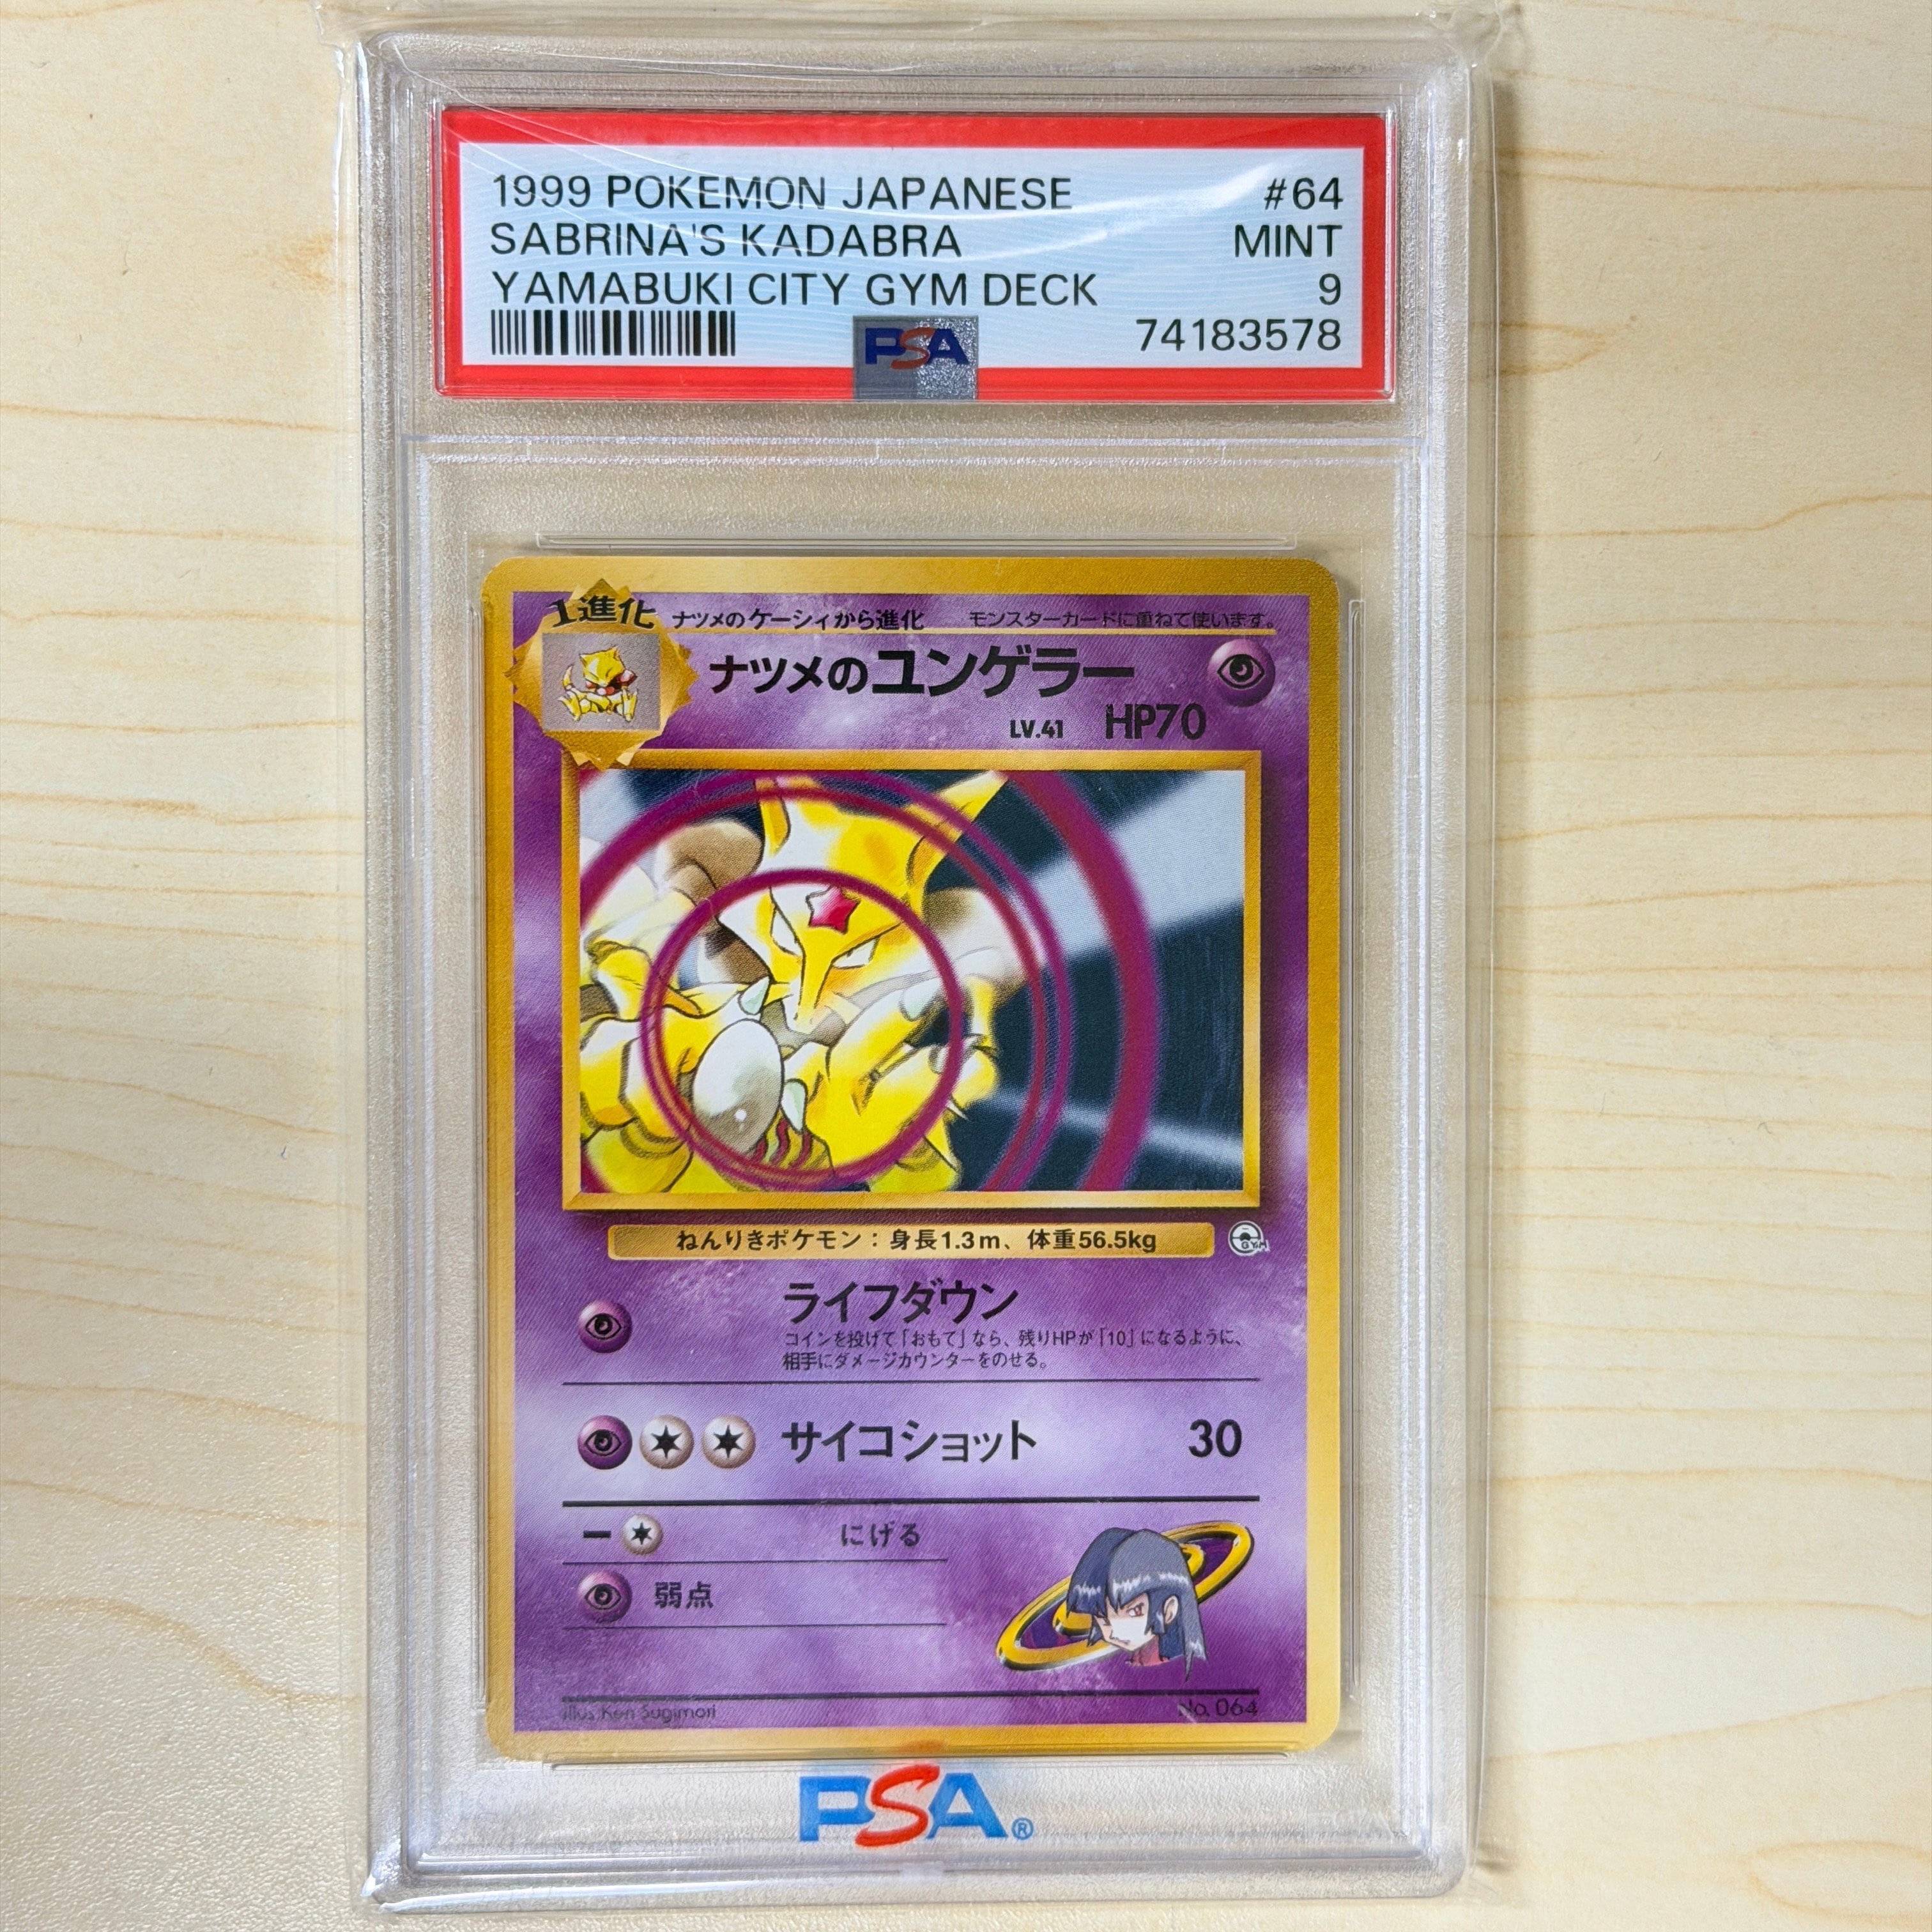 1999 POKEMON JAPANESE #64
SABRINA'S KADABRA MINT
YAMABUKI CITY GYM DECK 9
PSA 74183578
1進化 ナツメのケーシィから進化 モンスターカードに重ねて使います。
ナツメのユンゲラー
LV.41 HP70
ねんりきポケモン：身長1.3m、体重56.5kg
GYM
ライフダウン
コインを投げて「おもて」なら、残りHPが「10」になるように、
相手にダメージカウンターをのせる。
サイコショット 30
ー にげる
弱点
Illus. Ken Sugimori No. 064
PSA®